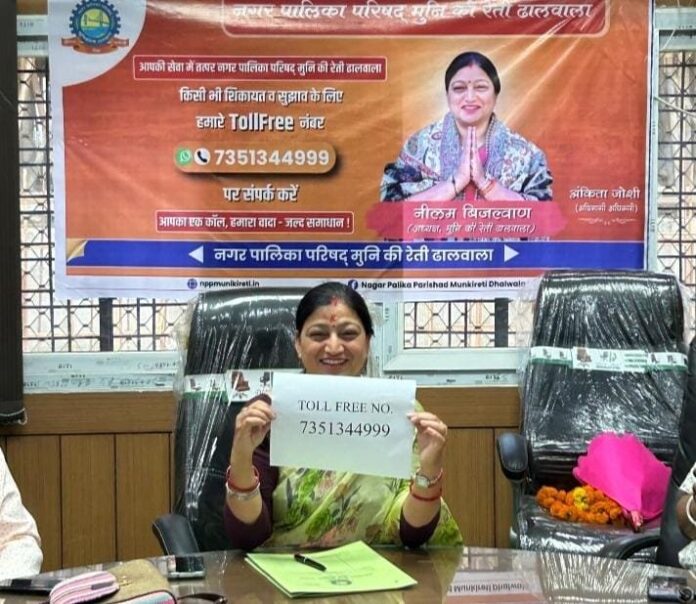 नगर पालिका परिषद् मुनि की रेती ढालवाला
आपकी सेवा में तत्पर नगर पालिका परिषद् मुनि की रेती ढालवाला
किसी भी शिकायत व सुझाव के लिए
हमारे TollFree नंबर
7351344999
पर संपर्क करें
आपका एक कॉल, हमारा वादा - जल्द समाधान !
नीलम बिजल्वाण
(अध्यक्ष, मुनि की रेती ढालवाला)
अंकिता जोशी
(अधिशासी अधिकारी)
नगर पालिका परिषद् मुनि की रेती ढालवाला
nppmunikireti.in
Nagar Palika Parishad Munkireti Dhalwala
TOLL FREE NO.
7351344999